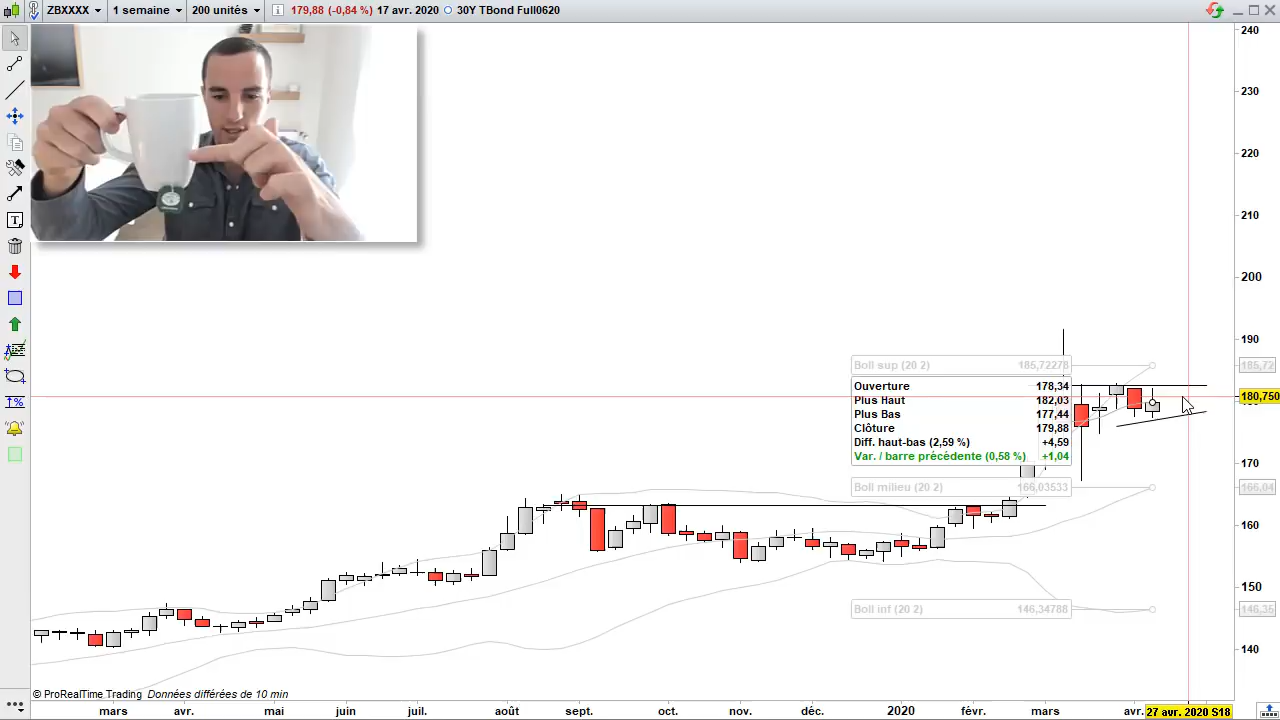 ZBXXXX
1 semaine
200 unités
179,88 (-0,84 %) 17 avr. 2020
30Y TBond Full0620
240
230
220
210
200
190
Boll sup (20 2) 185,72278
185,72
Ouverture 178,34
Plus Haut 182,03
180,750
Plus Bas 177,44
Clôture 179,88
Diff. haut-bas (2,59 %) +4,59
Var. / barre précédente (0,58 %) +1,04
170
Boll milieu (20 2) 166,03533
166,04
160
150
Boll inf (20 2) 146,34788
146,35
140
© ProRealTime Trading Données différées de 10 min
mars avr. mai juin juil. août sept. oct. nov. déc. 2020 févr. mars avr. 27 avr. 2020 S18